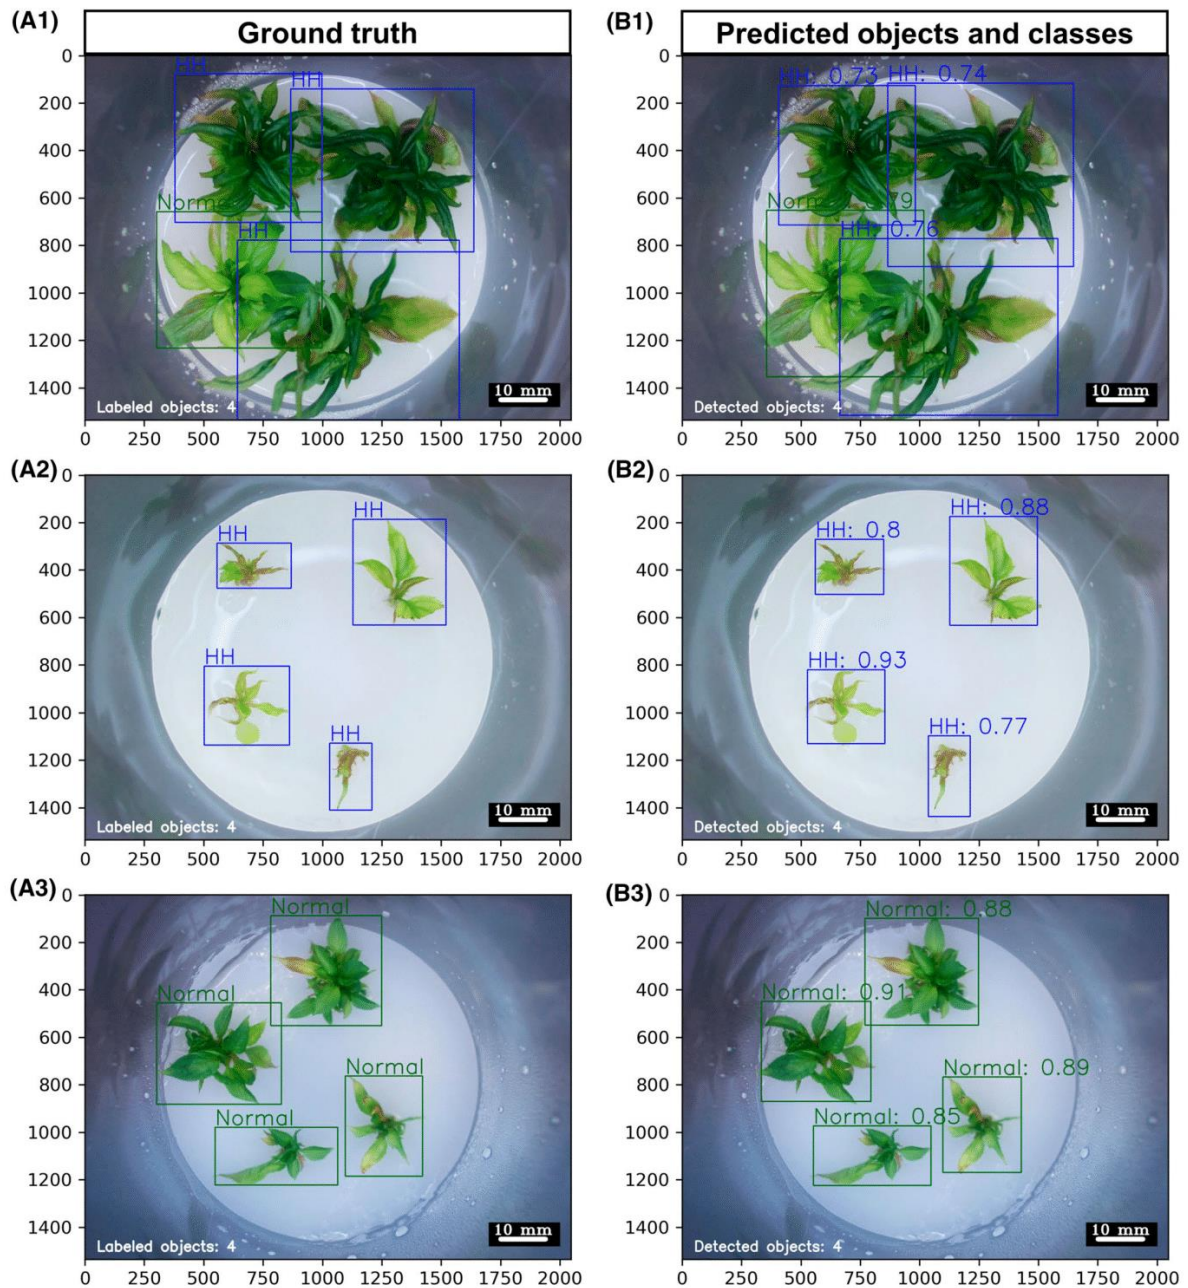 (A1) Ground truth
(B1) Predicted objects and classes
0
200
400
600
800
1000
1200
1400
HH
HH
HH
Labeled objects: 4
10 mm
0 250 500 750 1000 1250 1500 1750 2000
0
200
400
600
800
1000
1200
1400
HH: 0.73
HH: 0.74
HH: 0.76
Detected objects: 4
10 mm
0 250 500 750 1000 1250 1500 1750 2000
(A2)
0
200
400
600
800
1000
1200
1400
HH
HH
HH
HH
Labeled objects: 4
10 mm
0 250 500 750 1000 1250 1500 1750 2000
(B2)
0
200
400
600
800
1000
1200
1400
HH: 0.88
HH: 0.8
HH: 0.93
HH: 0.77
Detected objects: 4
10 mm
0 250 500 750 1000 1250 1500 1750 2000
(A3)
0
200
400
600
800
1000
1200
1400
Normal
Normal
Normal
Normal
Labeled objects: 4
10 mm
0 250 500 750 1000 1250 1500 1750 2000
(B3)
0
200
400
600
800
1000
1200
1400
Normal: 0.88
Normal: 0.91
Normal: 0.89
Normal: 0.85
Detected objects: 4
10 mm
0 250 500 750 1000 1250 1500 1750 2000